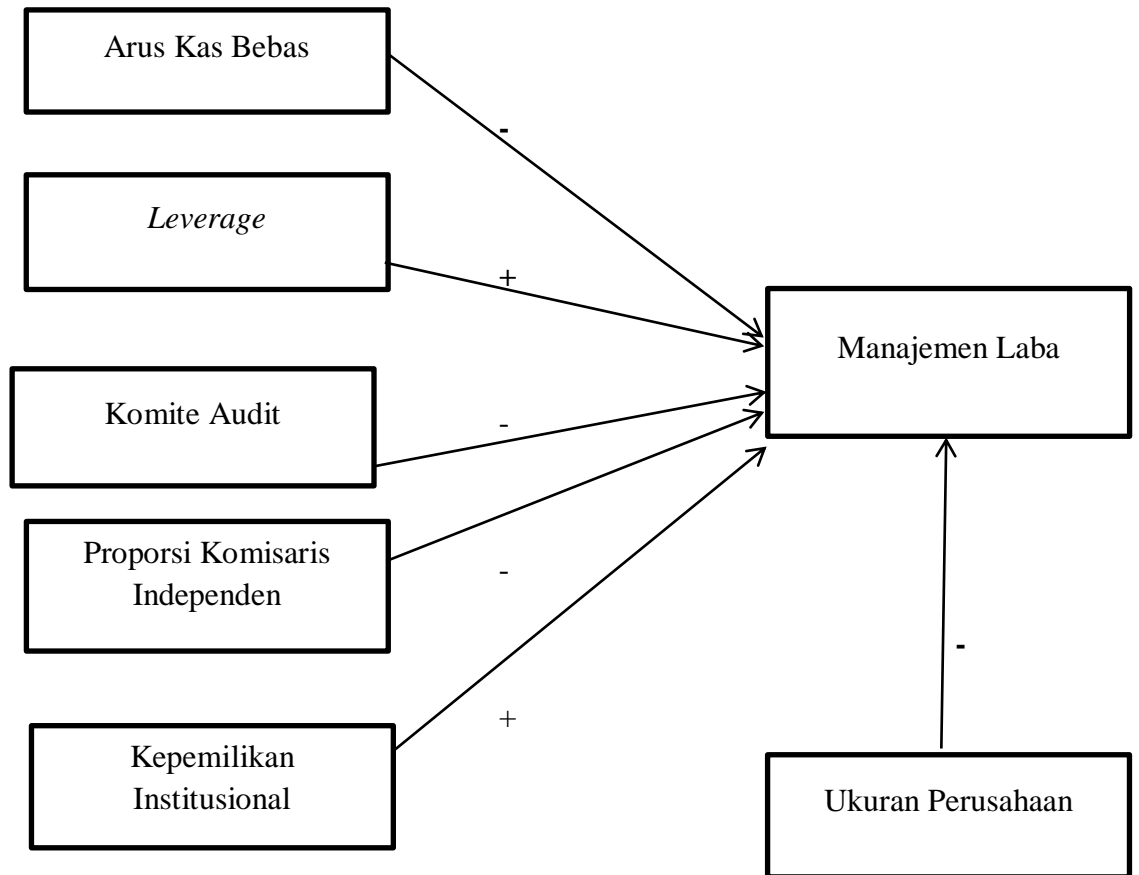 Arus Kas Bebas
-
Leverage
+
Manajemen Laba
Komite Audit
-
Proporsi Komisaris
Independen
-
-
+
Kepemilikan
Institusional
Ukuran Perusahaan